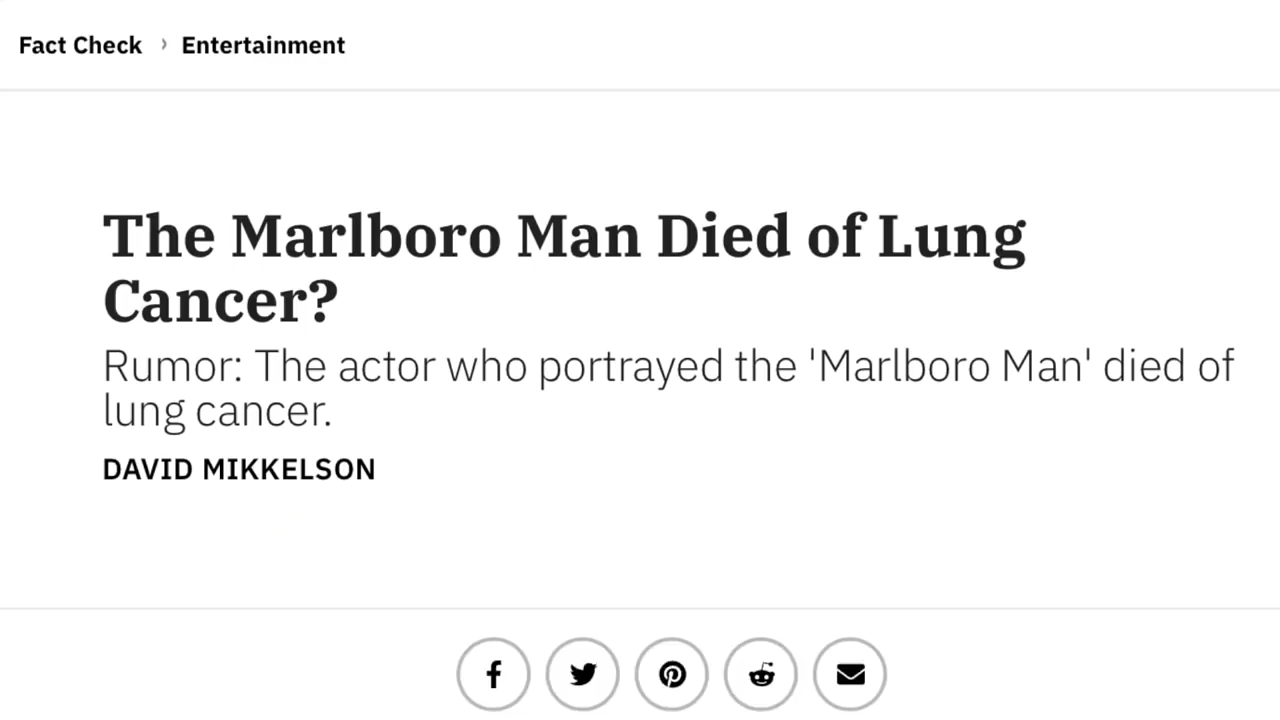 Fact Check › Entertainment
The Marlboro Man Died of Lung
Cancer?
Rumor: The actor who portrayed the 'Marlboro Man' died of
lung cancer.
DAVID MIKKELSON